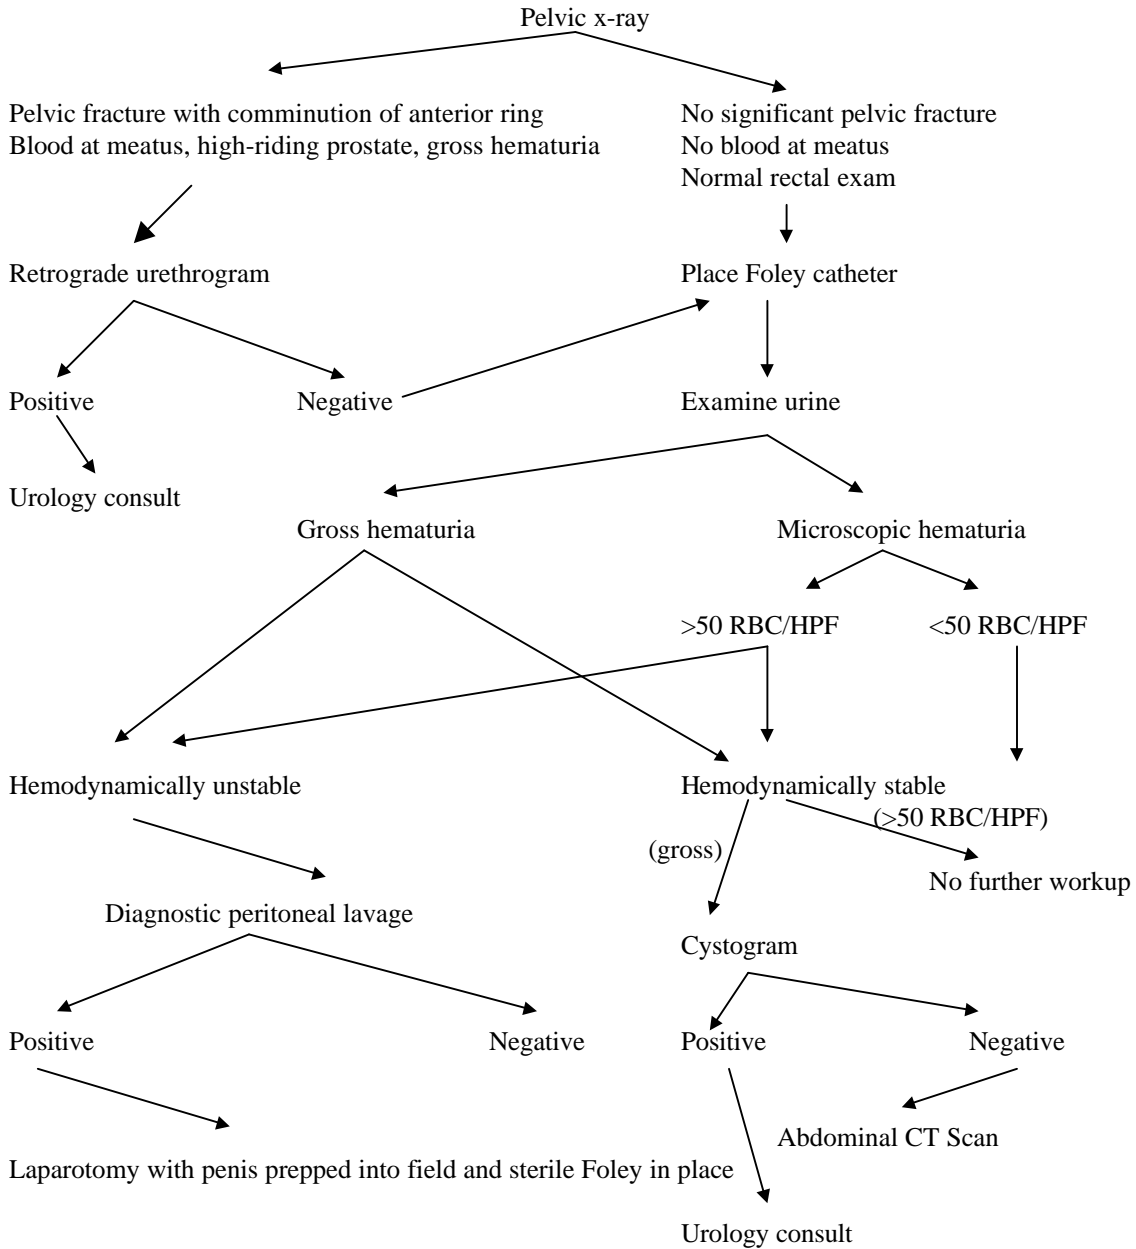 Pelvic x-ray
Pelvic fracture with comminution of anterior ring
Blood at meatus, high-riding prostate, gross hematuria
No significant pelvic fracture
No blood at meatus
Normal rectal exam
Retrograde urethrogram
Place Foley catheter
Positive
Negative
Examine urine
Urology consult
Gross hematuria
Microscopic hematuria
>50 RBC/HPF
<50 RBC/HPF
Hemodynamically unstable
Hemodynamically stable
(>50 RBC/HPF)
(gross)
No further workup
Diagnostic peritoneal lavage
Cystogram
Positive
Negative
Positive
Negative
Abdominal CT Scan
Laparotomy with penis prepped into field and sterile Foley in place
Urology consult